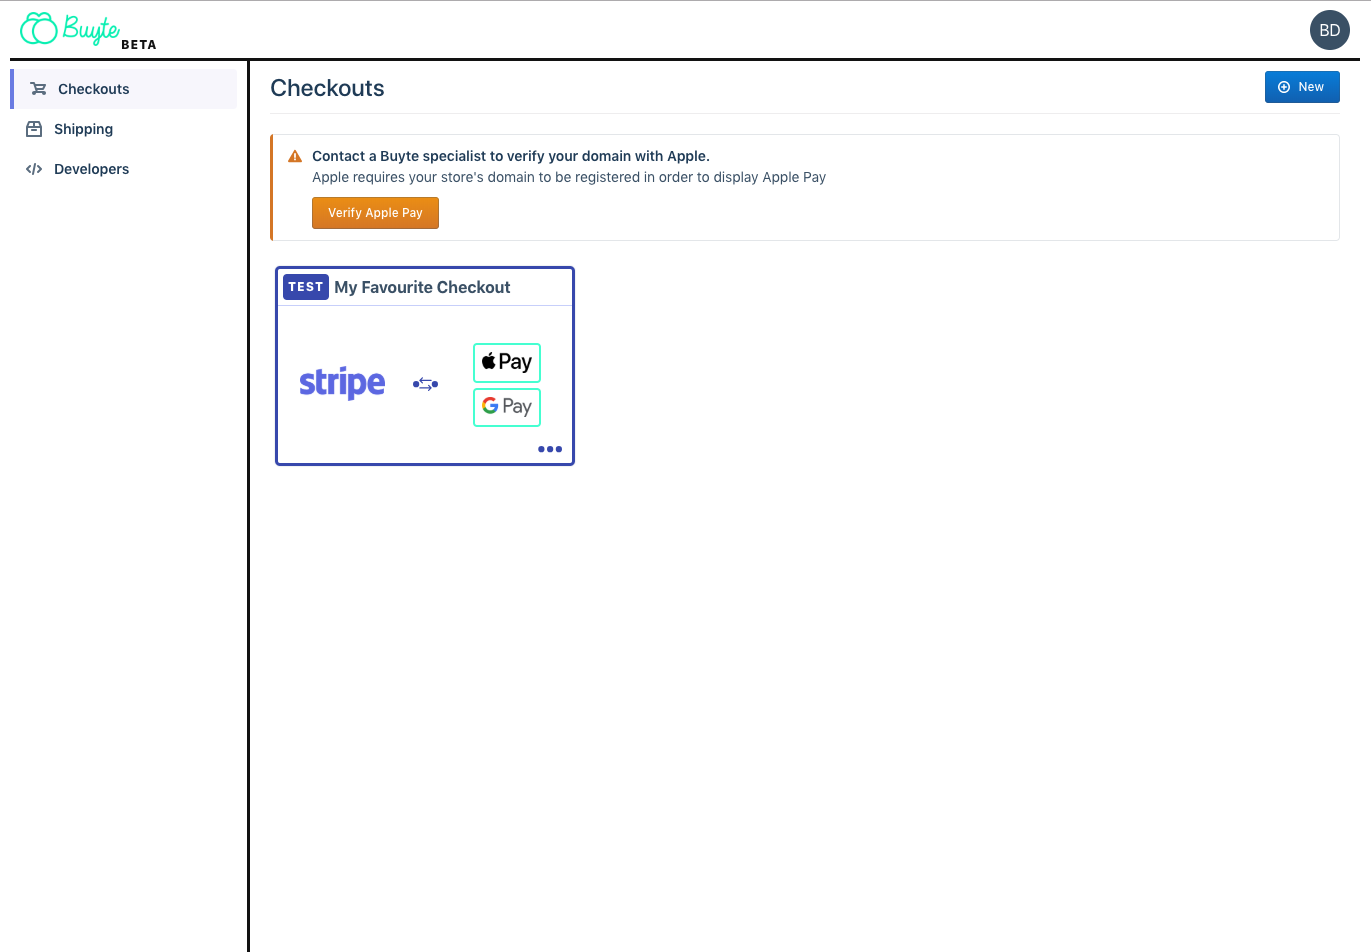 Buyte BETA
BD
Checkouts
Shipping
Developers
Checkouts
New
Contact a Buyte specialist to verify your domain with Apple.
Apple requires your store's domain to be registered in order to display Apple Pay
Verify Apple Pay
TEST My Favourite Checkout
stripe
Pay
G Pay